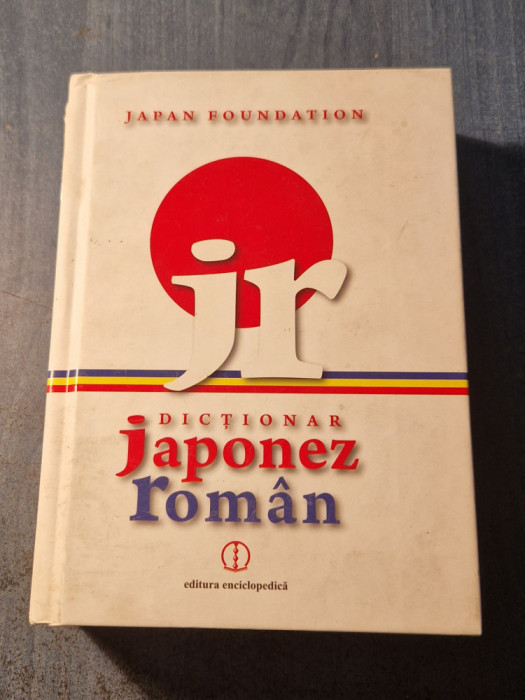 JAPAN FOUNDATION
jr
DICȚIONAR
japonez
român
editura enciclopedică